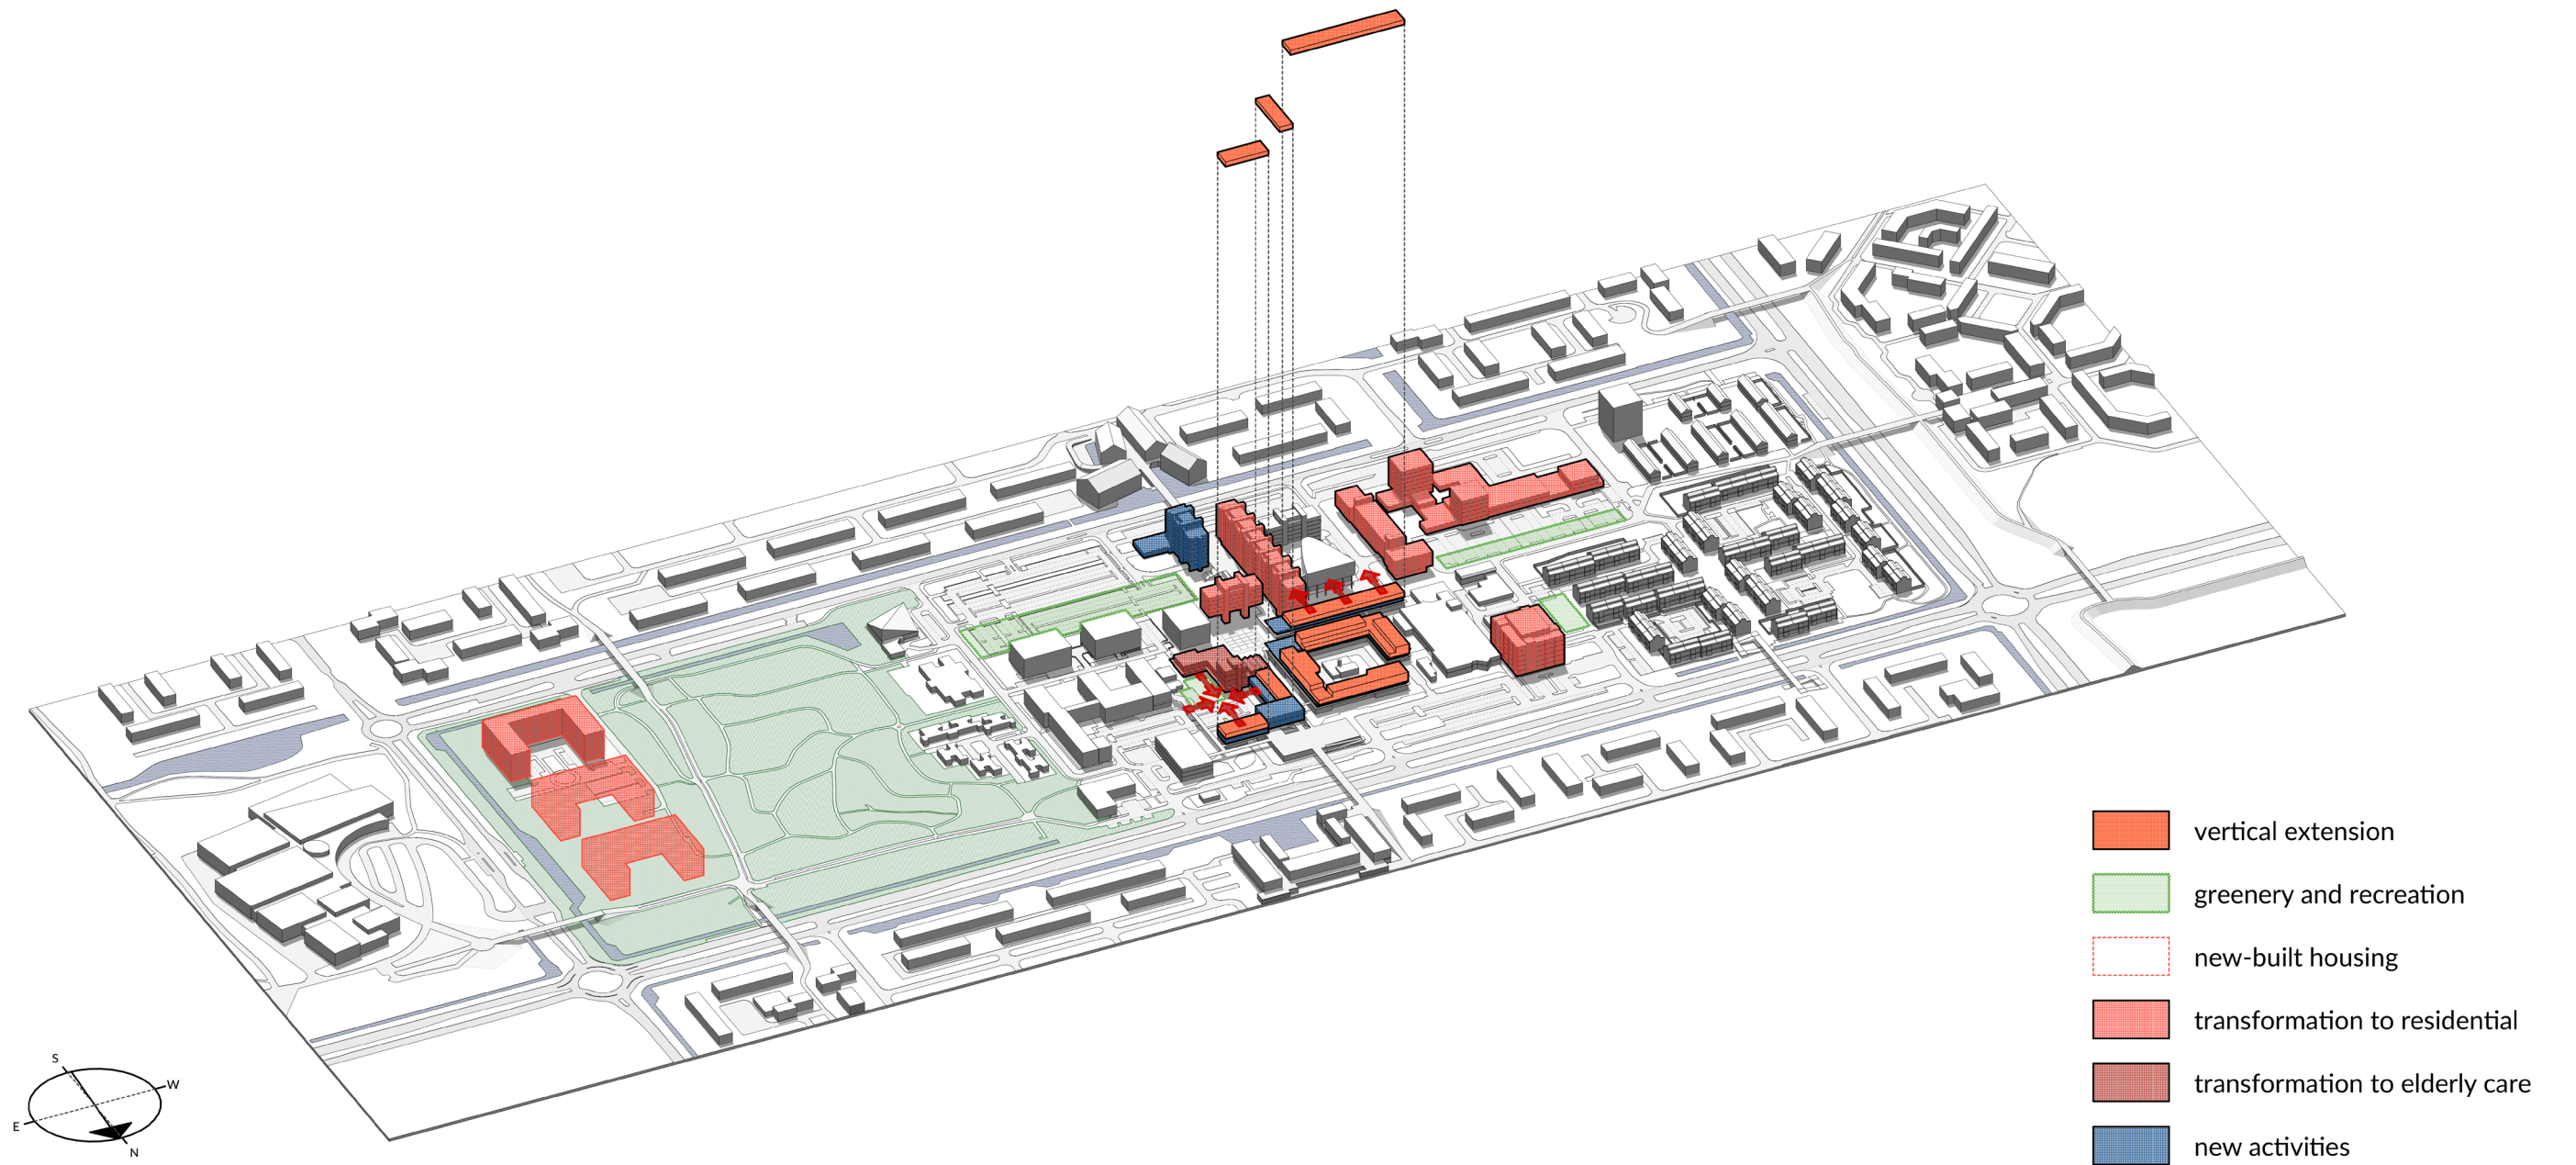 vertical extension
greenery and recreation
new-built housing
transformation to residential
transformation to elderly care
new activities
S
W
E
N